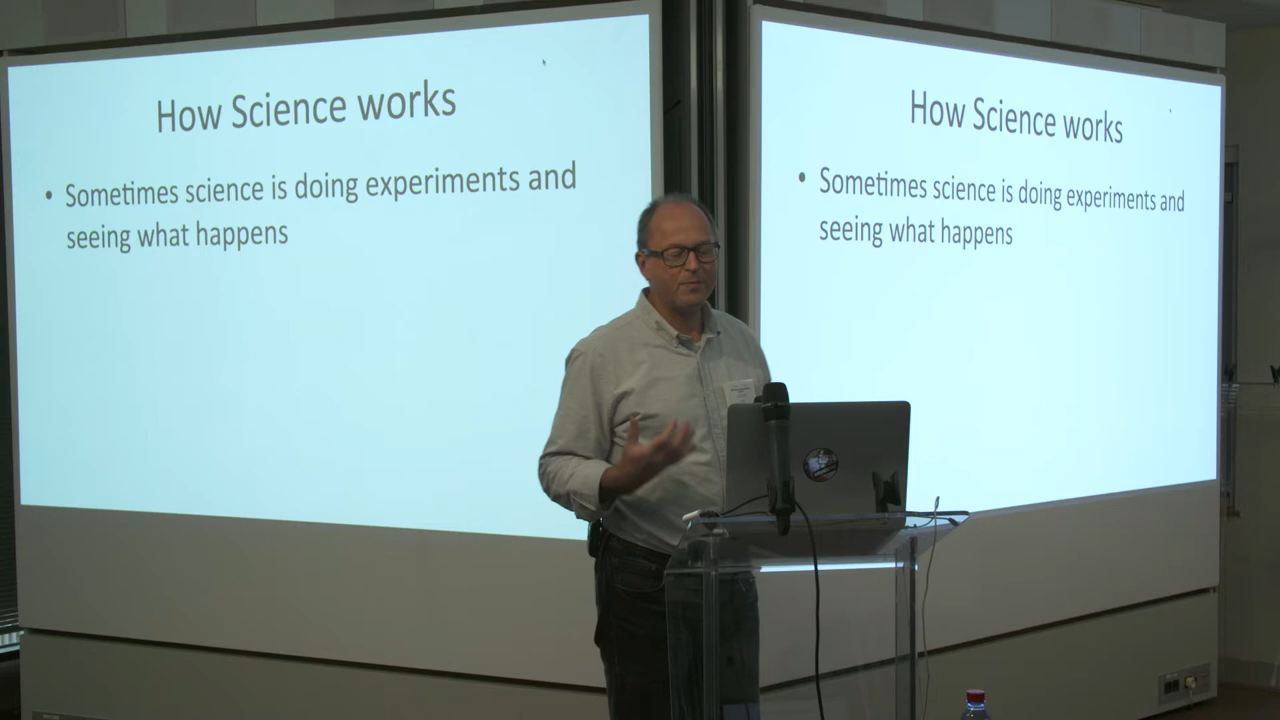 How Science works
• Sometimes science is doing experiments and
seeing what happens
How Science works
• Sometimes science is doing experiments and
seeing what happens